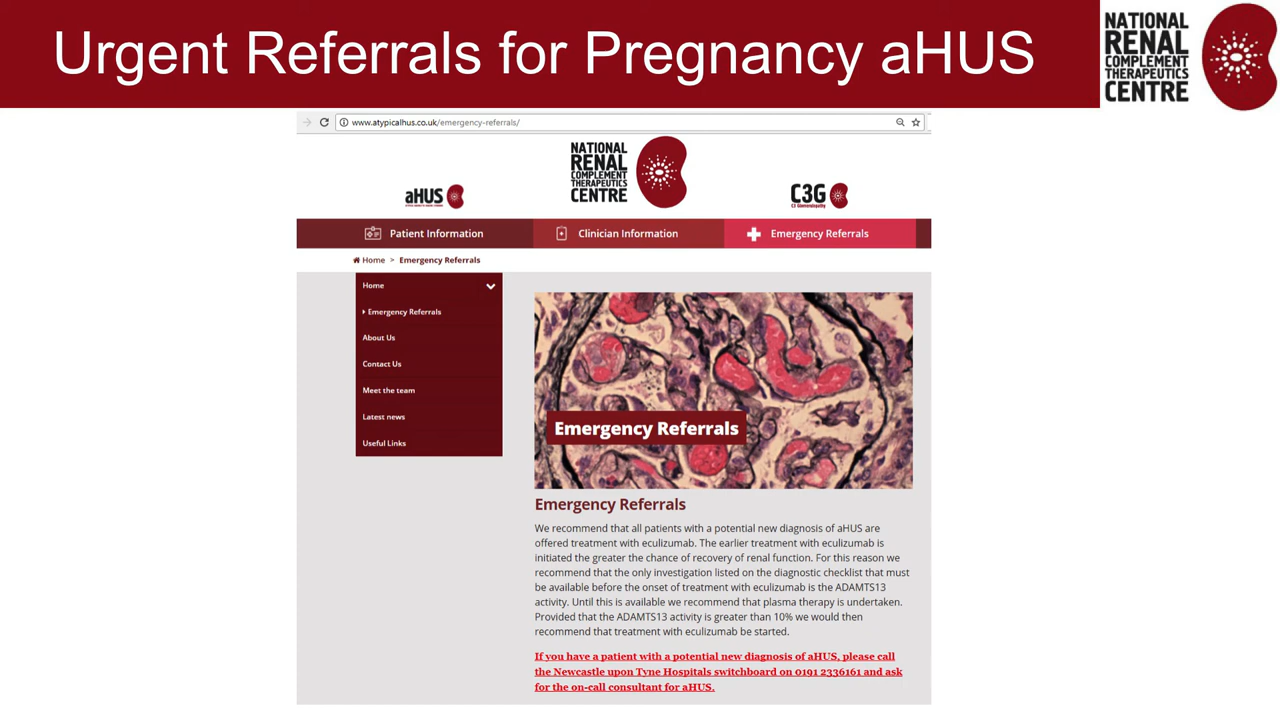 Urgent Referrals for Pregnancy aHUS
NATIONAL
RENAL
COMPLEMENT
THERAPEUTICS
CENTRE
www.atypicalhus.co.uk/emergency-referrals/
NATIONAL
RENAL
COMPLEMENT
THERAPEUTICS
CENTRE
aHUS
C3G
C3 Glomerulopathy
Patient Information
Clinician Information
Emergency Referrals
Home > Emergency Referrals
Home
Emergency Referrals
About Us
Contact Us
Meet the team
Latest news
Useful Links
Emergency Referrals
Emergency Referrals
We recommend that all patients with a potential new diagnosis of aHUS are
offered treatment with eculizumab. The earlier treatment with eculizumab is
initiated the greater the chance of recovery of renal function. For this reason we
recommend that the only investigation listed on the diagnostic checklist that must
be available before the onset of treatment with eculizumab is the ADAMTS13
activity. Until this is available we recommend that plasma therapy is undertaken.
Provided that the ADAMTS13 activity is greater than 10% we would then
recommend that treatment with eculizumab be started.
If you have a patient with a potential new diagnosis of aHUS, please call
the Newcastle upon Tyne Hospitals switchboard on 0191 2336161 and ask
for the on-call consultant for aHUS.